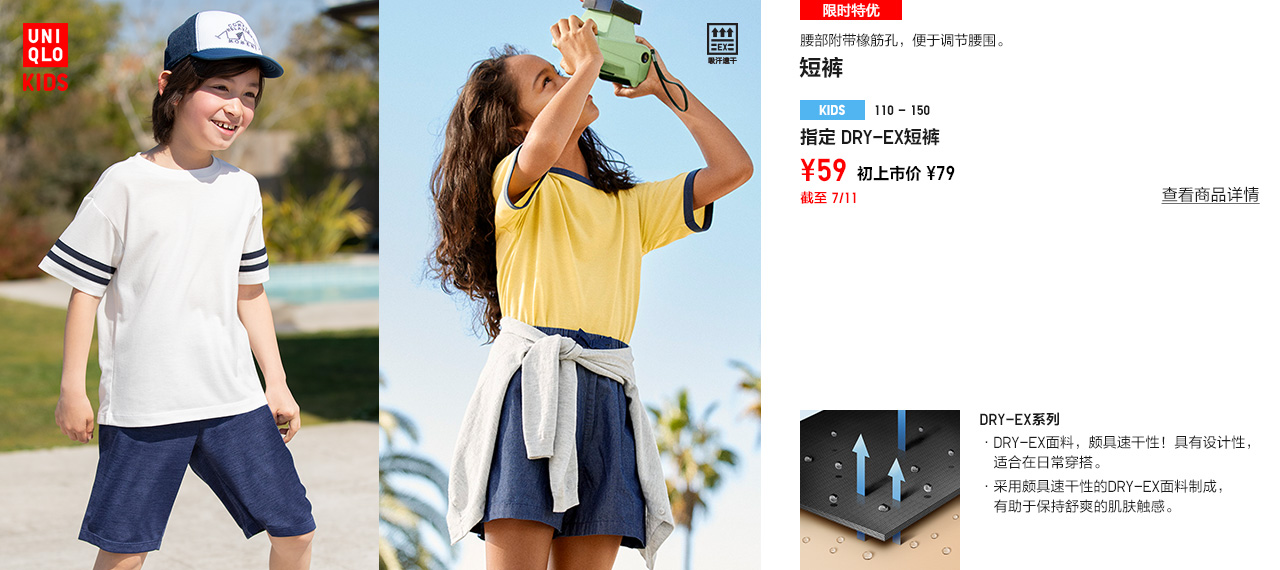 UNI
QLO
KIDS
EX
吸汗速干
限时特优
腰部附带橡筋孔，便于调节腰围。
短裤
KIDS 110 - 150
指定 DRY-EX短裤
¥59 初上市价 ¥79
截至 7/11
查看商品详情
DRY-EX系列
·DRY-EX面料，颇具速干性！具有设计性，
适合在日常穿搭。
·采用颇具速干性的DRY-EX面料制成，
有助于保持舒爽的肌肤触感。